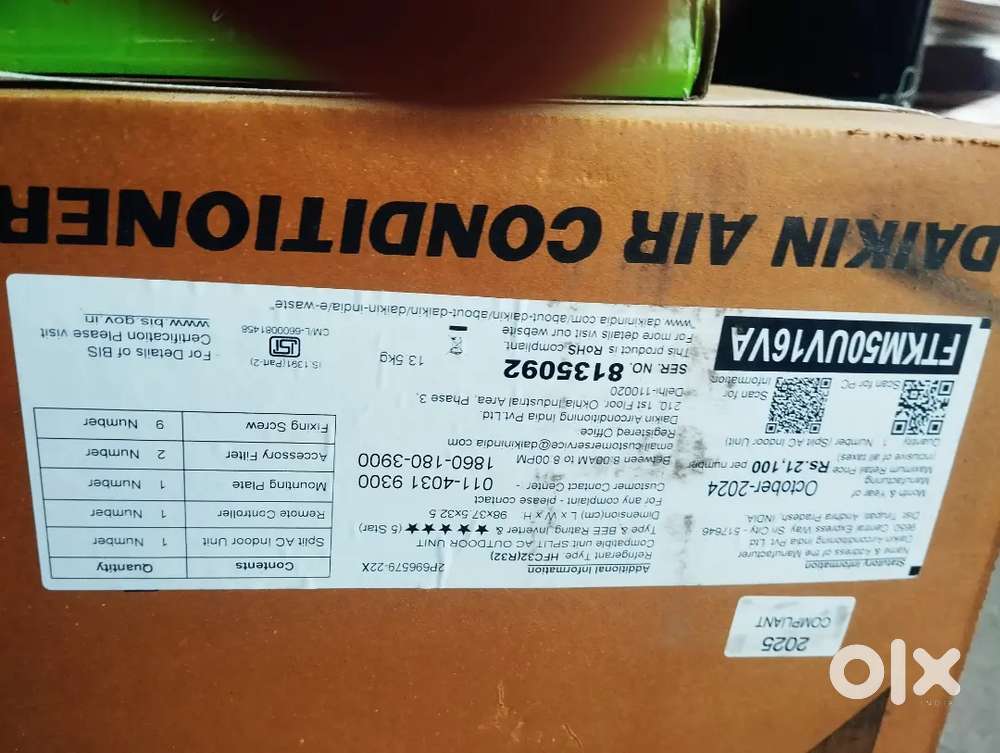 DAIKIN AIR CONDITIONER
2025
COMPLIANT
Statutory Information
Name & Address of the Manufacturer
Daikin Airconditioning India Pvt Ltd
9650, Central Express Way Sri City - 517646
Dist. Tirupati, Andhra Pradesh, INDIA.
Month & Year of
Manufacturing
October-2024
Maximum Retail Price
(inclusive of all taxes)
Rs.21,100 per number
Quantity 1 Number (Split AC Indoor Unit)
Scan for PC
Scan for
Information
FTKM50UV16VA
Additional Information
2P696579-22X
Refrigerant Type. HFC32(R32)
Compatible unit SPLIT AC OUTDOOR UNIT
Type & BEE Rating & Inverter & ★★★★★ (5 Star)
Dimension(cm) L x W x H 98x37.5x32.5
For any complaint - please contact
Customer Contact Center - 011-4031 9300
Between 8.00AM to 8.00PM 1860-180-3900
email:customerservice@daikinindia.com
Registered Office:
Daikin Airconditioning India Pvt Ltd.
210, 1st Floor, Okhla Industrial Area, Phase 3,
Delhi-110020
SER. NO. 8135092
13.5kg
This product is RoHS compliant.
For more details visit our website
"www.daikinindia.com/about-daikin/about-daikin/daikin-india/e-waste"
Contents Quantity
Split AC Indoor Unit 1 Number
Remote Controller 1 Number
Mounting Plate 1 Number
Accessory Filter 2 Number
Fixing Screw 9 Number
IS 1391(Part-2)
ISI
CM/L-6600081458
For Details of BIS
Certification Please visit
www.bis.gov.in
olx